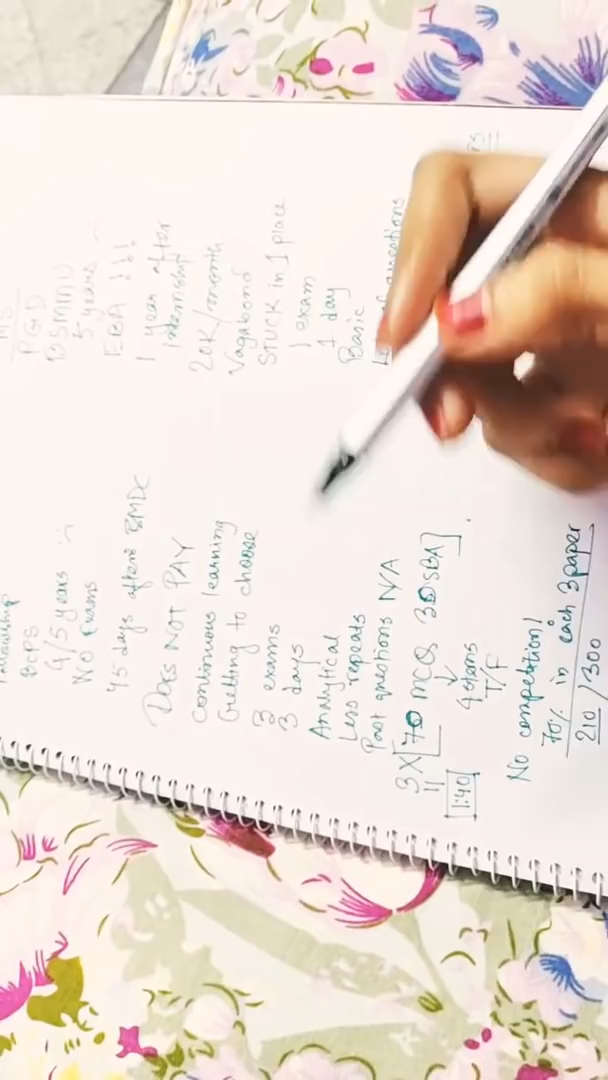 Fellowship
BCPS
4/5 years :)
NO Exams
45 days after BMDC
DOES NOT PAY
Continuous learning
Getting to choose
3 exams
3 days
Analytical
Less repeats
Past questions N/A
3X[70 MCQ 30 SBA].
4 stems
T/F
1:40
No competition!
70% in each 3 paper
210/300
MS
PGD
BSMMU
5 years
1 year after
internship
20K/month
Vagabond
STUCK in 1 place
1 exam
1 day
Basic
questions